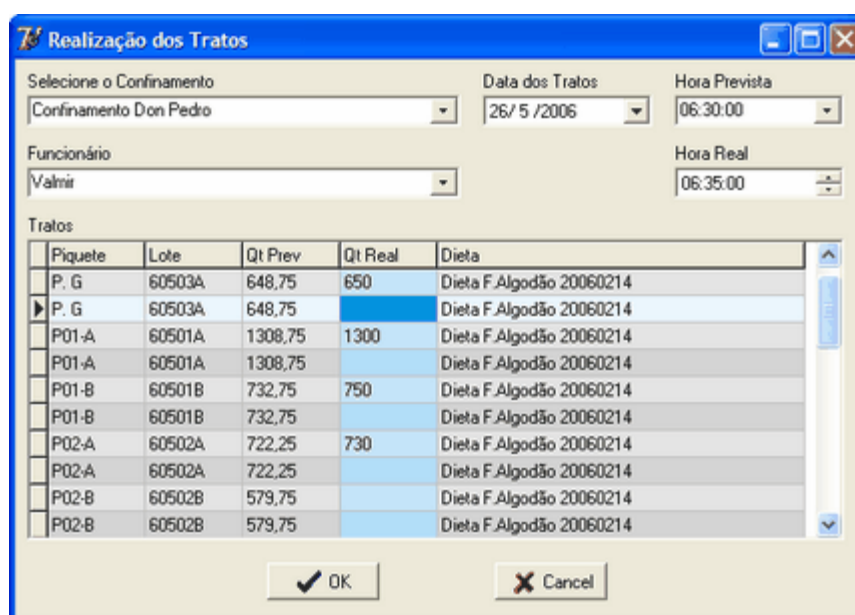 Realização dos Tratos
Selecione o Confinamento Data dos Tratos Hora Prevista
Confinamento Don Pedro 26/ 5 /2006 06:30:00
Funcionário Hora Real
Valmir 06:35:00
Tratos
Piquete Lote Qt Prev Qt Real Dieta
P. G 60503A 648,75 650 Dieta F.Algodão 20060214
P. G 60503A 648,75 Dieta F.Algodão 20060214
P01-A 60501A 1308,75 1300 Dieta F.Algodão 20060214
P01-A 60501A 1308,75 Dieta F.Algodão 20060214
P01-B 60501B 732,75 750 Dieta F.Algodão 20060214
P01-B 60501B 732,75 Dieta F.Algodão 20060214
P02-A 60502A 722,25 730 Dieta F.Algodão 20060214
P02-A 60502A 722,25 Dieta F.Algodão 20060214
P02-B 60502B 579,75 Dieta F.Algodão 20060214
P02-B 60502B 579,75 Dieta F.Algodão 20060214
OK Cancel